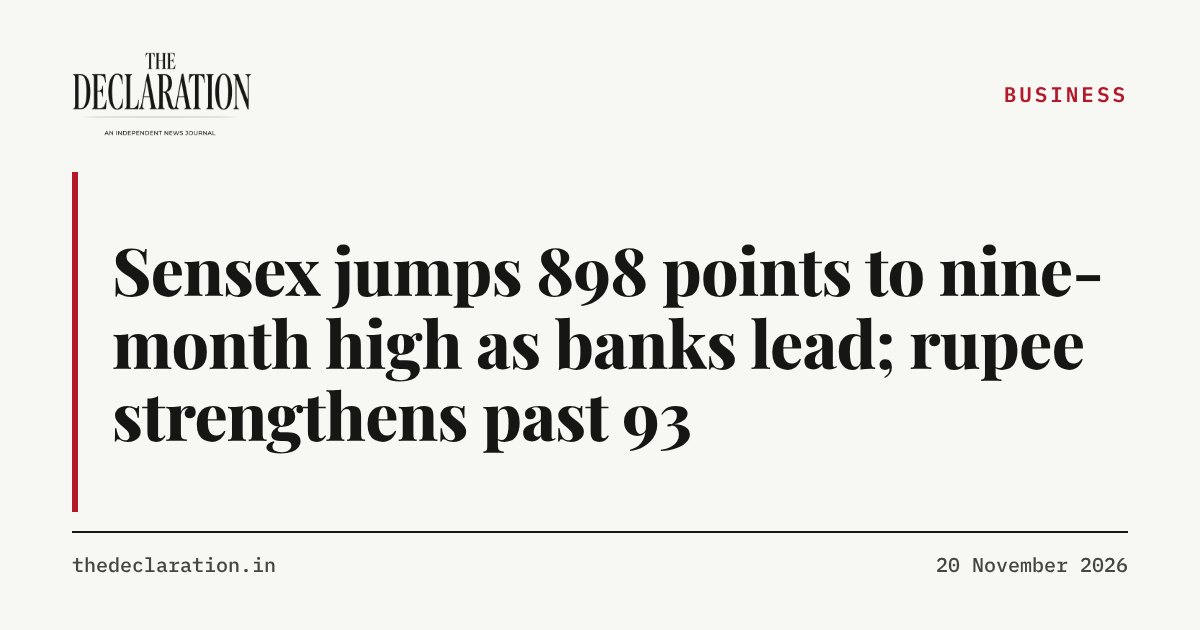 THE
DECLARATION
AN INDEPENDENT NEWS JOURNAL
BUSINESS
Sensex jumps 898 points to nine-
month high as banks lead; rupee
strengthens past 93
thedeclaration.in
20 November 2026